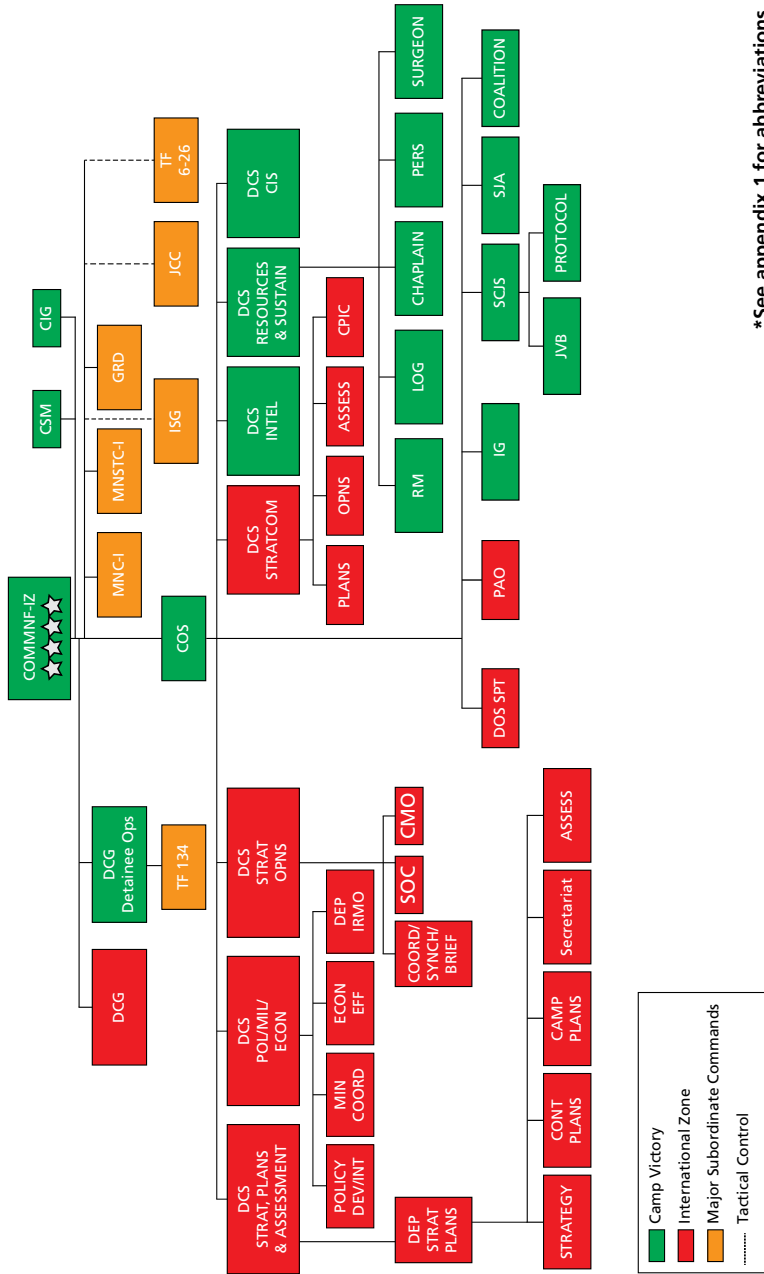 COMMNF-IZ
CSM
CIG
DCG
DCG
Detainee Ops
MNC-I
MNSTC-I
GRD
TF 134
COS
ISG
JCC
TF
6-26
DCS
STRAT, PLANS
& ASSESSMENT
DCS
POL/MIL/
ECON
DCS
STRAT
OPNS
DCS
STRATCOM
DCS
INTEL
DCS
RESOURCES
& SUSTAIN
DCS
CIS
POLICY
DEV/INT
MIN
COORD
ECON
EFF
DEP
IRMO
PLANS
OPNS
ASSESS
CPIC
COORD/
SYNCH/
BRIEF
SOC
CMO
RM
LOG
CHAPLAIN
PERS
SURGEON
DEP
STRAT
PLANS
DOS SPT
PAO
IG
SCJS
SJA
COALITION
STRATEGY
CONT
PLANS
CAMP
PLANS
Secretariat
ASSESS
JVB
PROTOCOL
Camp Victory
International Zone
Major Subordinate Commands
Tactical Control
*See appendix 1 for abbreviations